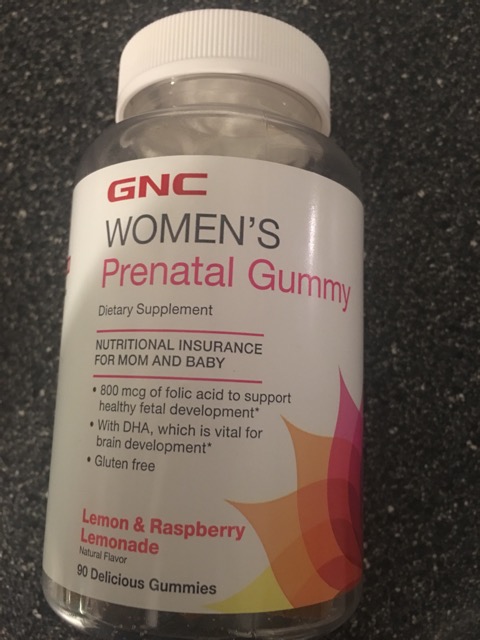 GNC
WOMEN'S
Prenatal Gummy
Dietary Supplement
NUTRITIONAL INSURANCE
FOR MOM AND BABY
• 800 mcg of folic acid to support
healthy fetal development*
• With DHA, which is vital for
brain development*
• Gluten free
Lemon & Raspberry
Lemonade
Natural Flavor
90 Delicious Gummies